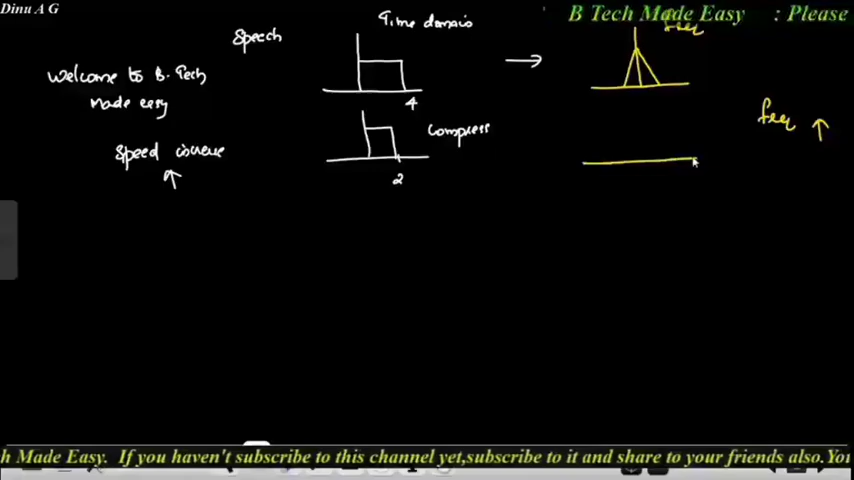 Dinu A G
B Tech Made Easy : Please
Time domain
Speech
freq
Welcome to B. Tech
made easy
4
freq ↑
Compress
Speed increase
↑
2
h Made Easy. If you haven't subscribe to this channel yet,subscribe to it and share to your friends also.You